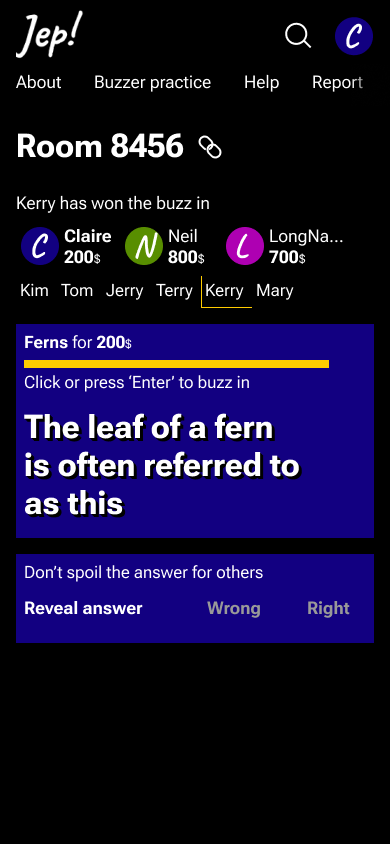 Jep!
C
About Buzzer practice Help Report
Room 8456
Kerry has won the buzz in
C Claire 200$ N Neil 800$ L LongNa...  700$
Kim Tom Jerry Terry Kerry Mary
Ferns for 200$
Click or press ‘Enter’ to buzz in
The leaf of a fern
is often referred to
as this
Don’t spoil the answer for others
Reveal answer Wrong Right